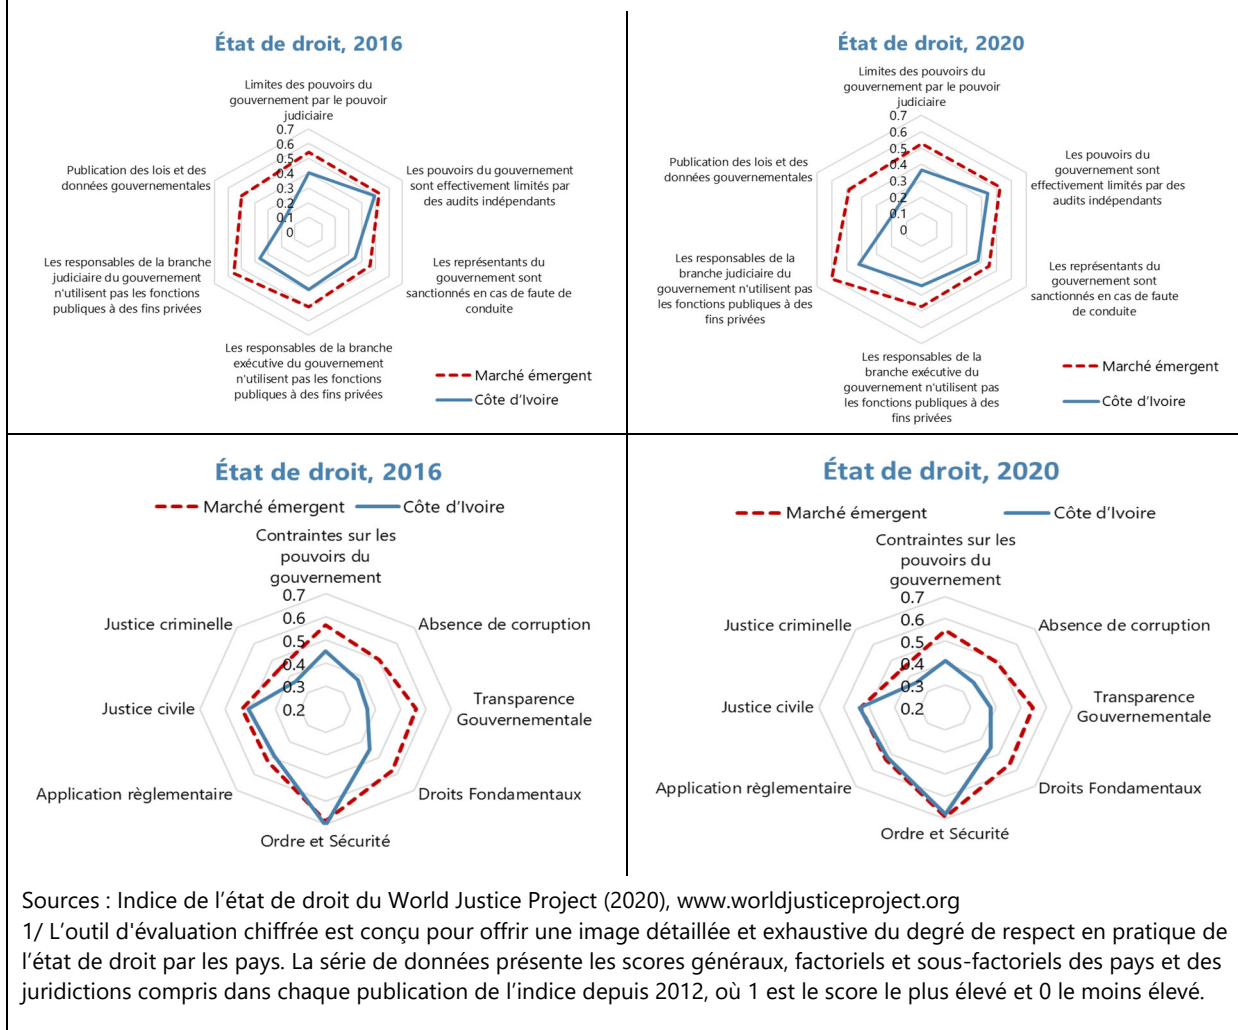 État de droit, 2016
Limites des pouvoirs du
gouvernement par le pouvoir
judiciaire
0.7
0.6
0.5
0.4
0.3
0.2
0.1
0
Les pouvoirs du gouvernement
sont effectivement limités par
des audits indépendants
Les représentants du
gouvernement sont
sanctionnés en cas de faute de
conduite
Les responsables de la branche
exécutive du gouvernement
n'utilisent pas les fonctions
publiques à des fins privées
Les responsables de la branche
judiciaire du gouvernement
n'utilisent pas les fonctions
publiques à des fins privées
Publication des lois et des
données gouvernementales
Marché émergent
Côte d'Ivoire
État de droit, 2020
Limites des pouvoirs du
gouvernement par le pouvoir
judiciaire
0.7
0.6
0.5
0.4
0.3
0.2
0.1
0
Les pouvoirs du
gouvernement sont
effectivement limités par des
audits indépendants
Les représentants du
gouvernement sont
sanctionnés en cas de faute
de conduite
Les responsables de la
branche exécutive du
gouvernement n'utilisent pas
les fonctions publiques à des
fins privées
Les responsables de la
branche judiciaire du
gouvernement n'utilisent pas
les fonctions publiques à des
fins privées
Publication des lois et des
données gouvernementales
Marché émergent
Côte d'Ivoire
État de droit, 2016
Marché émergent
Côte d'Ivoire
Contraintes sur les
pouvoirs du
gouvernement
0.7
0.6
0.5
0.4
0.3
0.2
Absence de corruption
Transparence
Gouvernementale
Droits Fondamentaux
Ordre et Sécurité
Application règlementaire
Justice civile
Justice criminelle
État de droit, 2020
Marché émergent
Côte d'Ivoire
Contraintes sur les
pouvoirs du
gouvernement
0.7
0.6
0.5
0.4
0.3
0.2
Absence de corruption
Transparence
Gouvernementale
Droits Fondamentaux
Ordre et Sécurité
Application règlementaire
Justice civile
Justice criminelle
Sources : Indice de l'état de droit du World Justice Project (2020), www.worldjusticeproject.org
1/ L'outil d'évaluation chiffrée est conçu pour offrir une image détaillée et exhaustive du degré de respect en pratique de
l'état de droit par les pays. La série de données présente les scores généraux, factoriels et sous-factoriels des pays et des
juridictions compris dans chaque publication de l'indice depuis 2012, où 1 est le score le plus élevé et 0 le moins élevé.